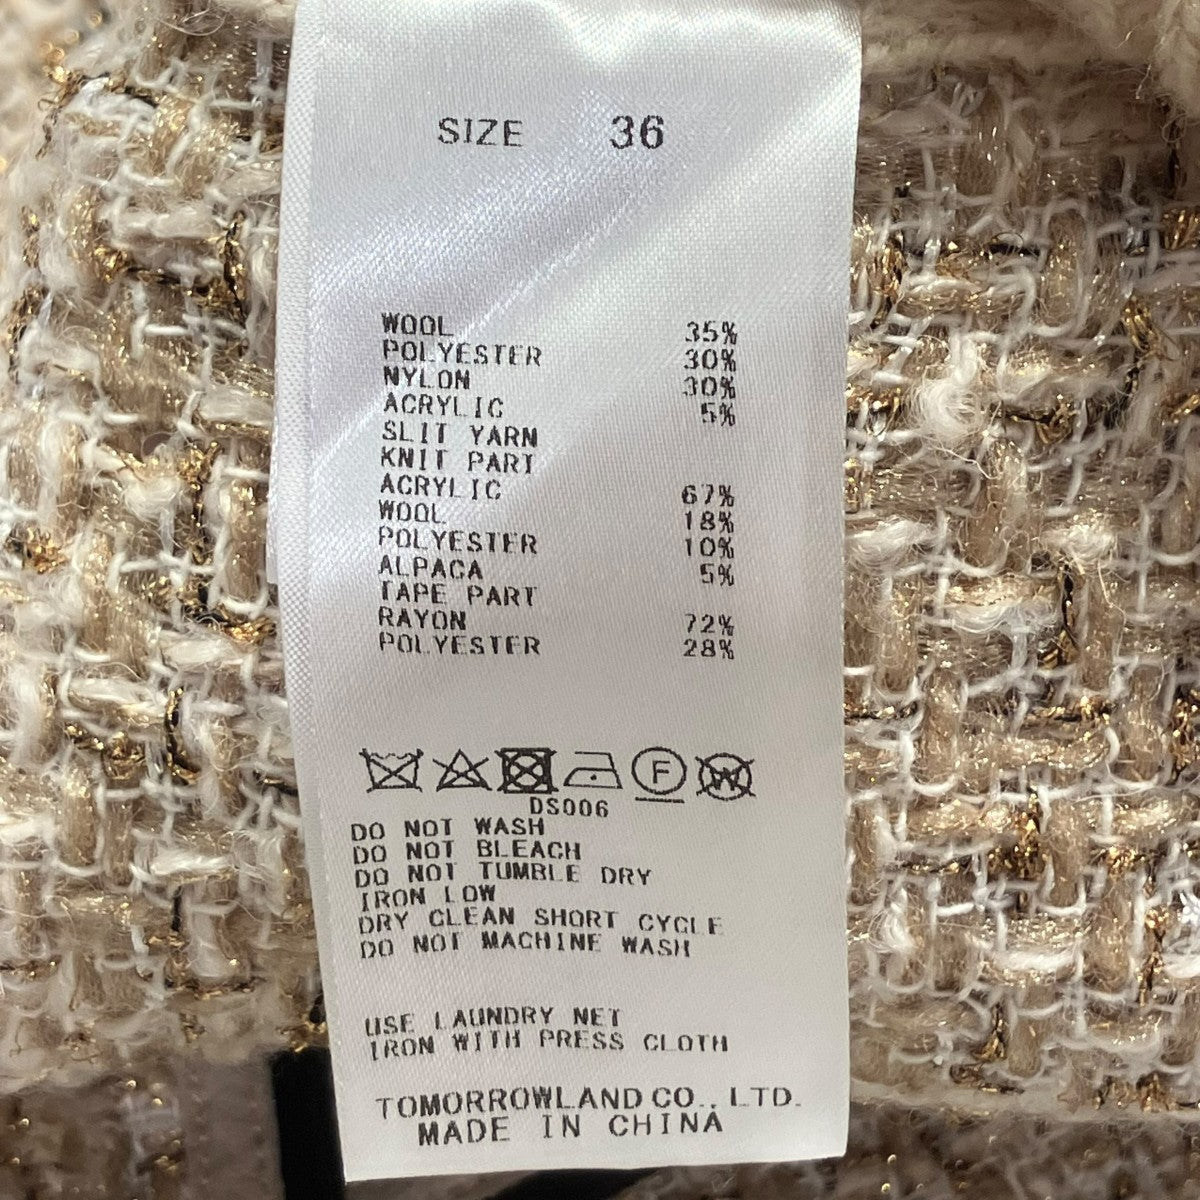 SIZE 36
WOOL 35%
POLYESTER 30%
NYLON 30%
ACRYLIC 5%
SLIT YARN
KNIT PART
ACRYLIC 67%
WOOL 18%
POLYESTER 10%
ALPACA 5%
TAPE PART
RAYON 72%
POLYESTER 28%
F W
DS006
DO NOT WASH
DO NOT BLEACH
DO NOT TUMBLE DRY
IRON LOW
DRY CLEAN SHORT CYCLE
DO NOT MACHINE WASH
USE LAUNDRY NET
IRON WITH PRESS CLOTH
TOMORROWLAND CO., LTD.
MADE IN CHINA